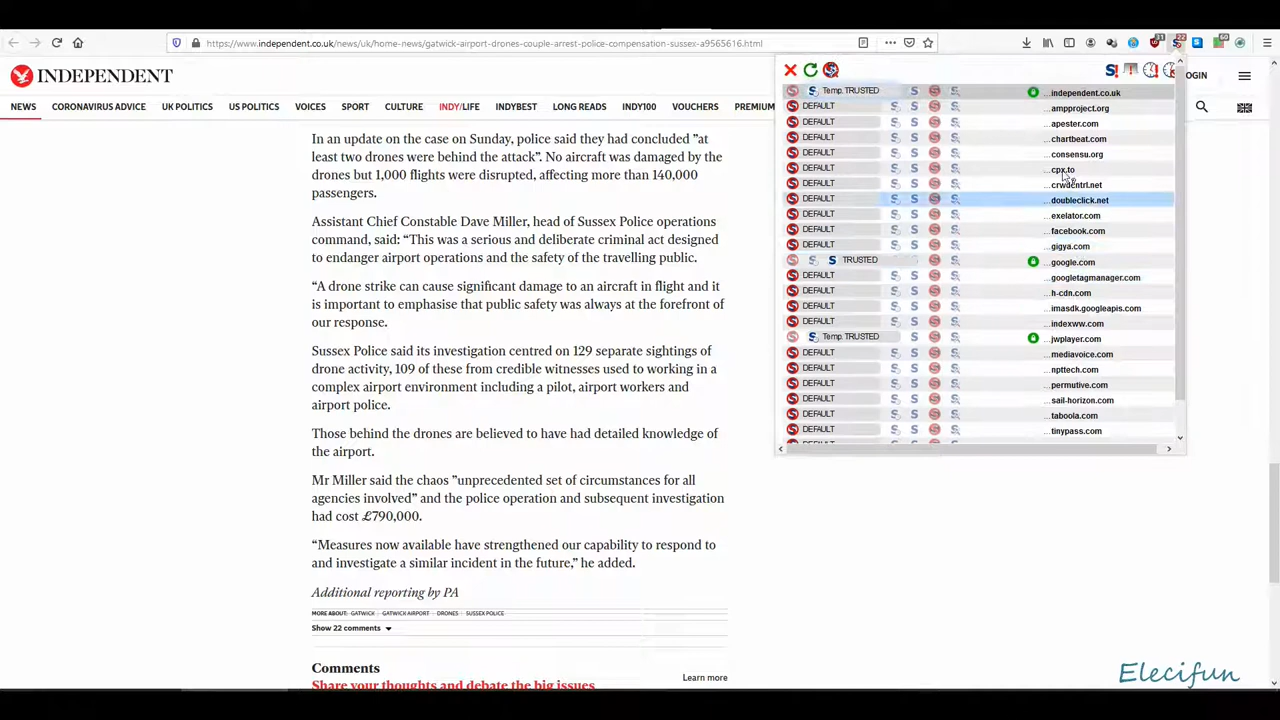 https://www.independent.co.uk/news/uk/home-news/gatwick-airport-drones-couple-arrest-police-compensation-sussex-a9565616.html
INDEPENDENT
NEWS CORONAVIRUS ADVICE UK POLITICS US POLITICS VOICES SPORT CULTURE INDY/LIFE INDYBEST LONG READS INDY100 VOUCHERS PREMIUM
In an update on the case on Sunday, police said they had concluded "at
least two drones were behind the attack". No aircraft was damaged by the
drones but 1,000 flights were disrupted, affecting more than 140,000
passengers.
Assistant Chief Constable Dave Miller, head of Sussex Police operations
command, said: “This was a serious and deliberate criminal act designed
to endanger airport operations and the safety of the travelling public.
“A drone strike can cause significant damage to an aircraft in flight and it
is important to emphasise that public safety was always at the forefront of
our response.
Sussex Police said its investigation centred on 129 separate sightings of
drone activity, 109 of these from credible witnesses used to working in a
complex airport environment including a pilot, airport workers and
airport police.
Those behind the drones are believed to have had detailed knowledge of
the airport.
Mr Miller said the chaos "unprecedented set of circumstances for all
agencies involved" and the police operation and subsequent investigation
had cost £790,000.
“Measures now available have strengthened our capability to respond to
and investigate a similar incident in the future,” he added.
Additional reporting by PA
MORE ABOUT: GATWICK GATWICK AIRPORT DRONES SUSSEX POLICE
Show 22 comments
Comments
Share your thoughts and debate the big issues
Learn more
Temp. TRUSTED ...independent.co.uk
DEFAULT ...ampproject.org
DEFAULT ...apester.com
DEFAULT ...chartbeat.com
DEFAULT ...consensu.org
DEFAULT ...cpx.to
DEFAULT ...crwdcntrl.net
DEFAULT ...doubleclick.net
DEFAULT ...exelator.com
DEFAULT ...facebook.com
DEFAULT ...gigya.com
TRUSTED ...google.com
DEFAULT ...googletagmanager.com
DEFAULT ...h-cdn.com
DEFAULT ...imasdk.googleapis.com
DEFAULT ...indexww.com
Temp. TRUSTED ...jwplayer.com
DEFAULT ...mediavoice.com
DEFAULT ...npttech.com
DEFAULT ...permutive.com
DEFAULT ...sail-horizon.com
DEFAULT ...taboola.com
DEFAULT ...tinypass.com
DEFAULT
OGIN
Elecifun